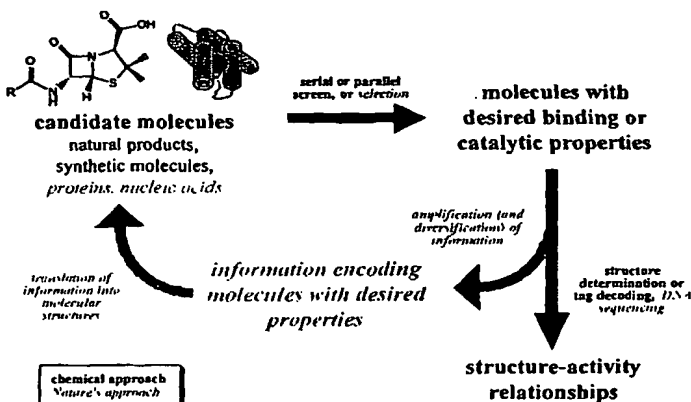 O
OH
O
N
O
R
N
H
H
S
candidate molecules
natural products,
synthetic molecules,
proteins, nucleic acids
serial or parallel
screen, or selection
molecules with
desired binding or
catalytic properties
amplification (and
diversification) of
information
structure
determination or
tag decoding, DNA
sequencing
structure-activity
relationships
information encoding
molecules with desired
properties
translation of
information into
molecular
structures
chemical approach
Nature's approach